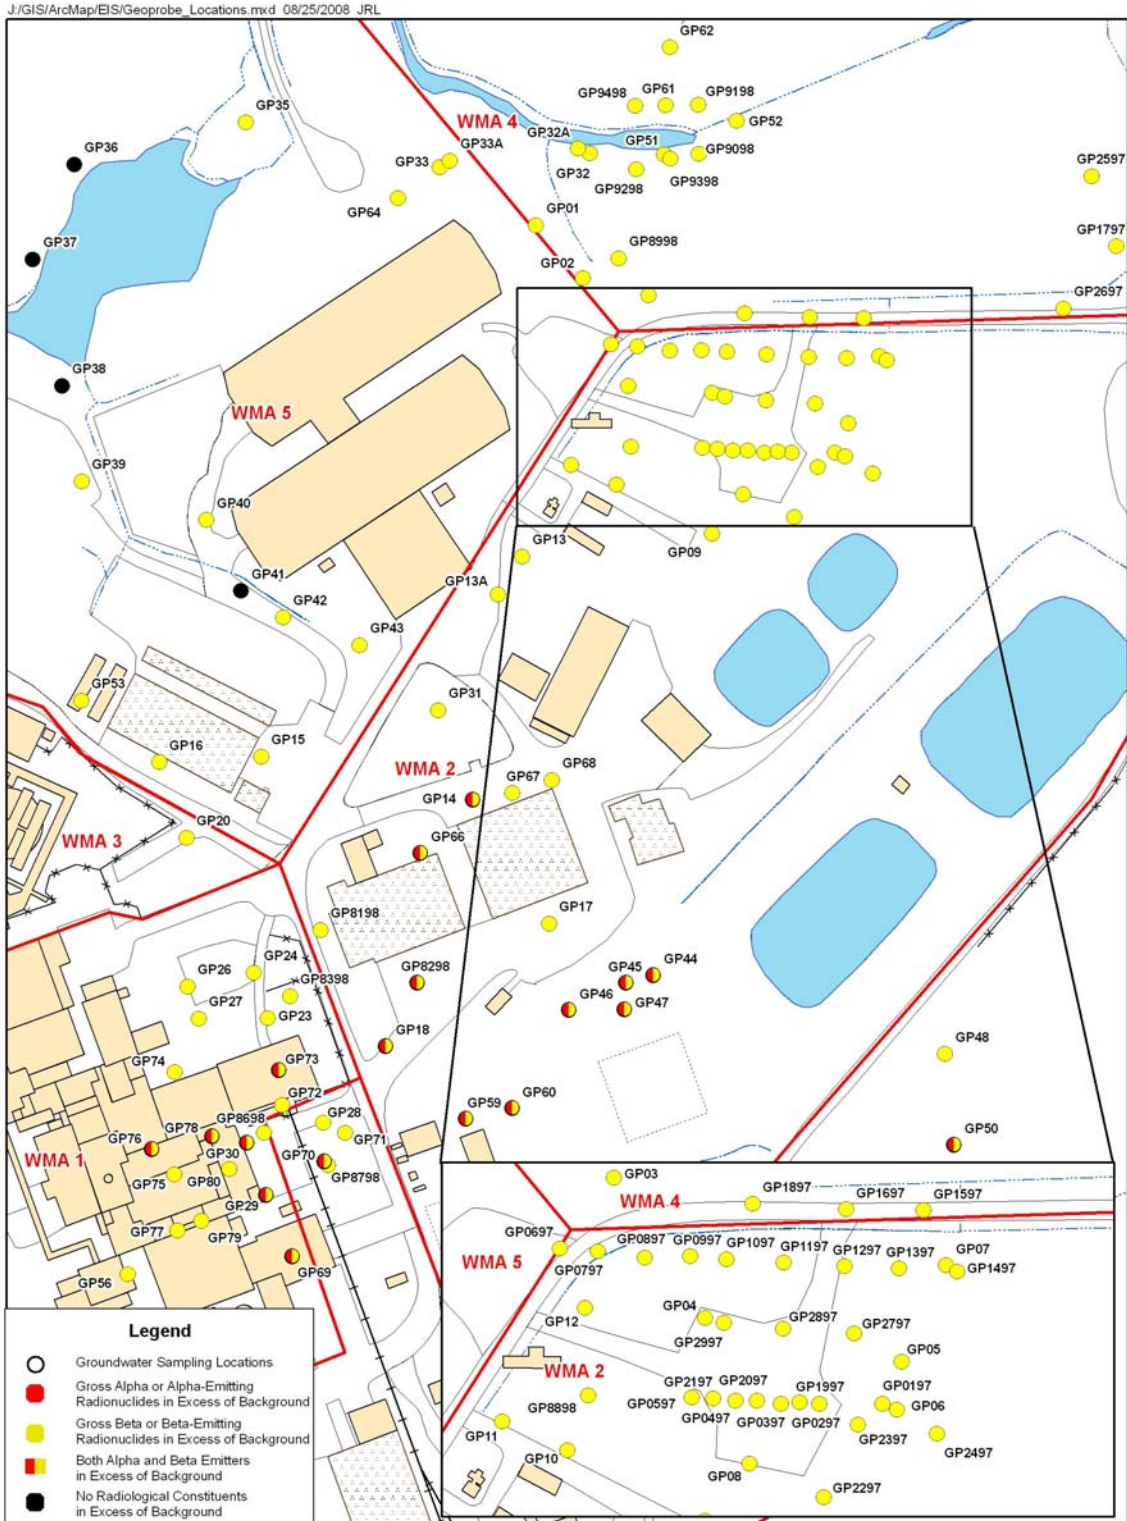 J:/GIS/ArcMap/EIS/Geoprobe_Locations.mxd 08/25/2008 JRL
GP62
GP9498
GP61
GP9198
GP35
WMA 4
GP52
GP32A
GP51
GP33A
GP36
GP33
GP9098
GP32
GP2597
GP9298
GP9398
GP64
GP01
GP37
GP8998
GP1797
GP02
GP2697
GP38
WMA 5
GP39
GP40
GP13
GP09
GP41
GP13A
GP42
GP43
GP53
GP31
GP16
GP15
WMA 2
GP68
GP67
GP14
GP20
GP66
WMA 3
GP17
GP8198
GP24
GP26
GP8298
GP45
GP44
GP8398
GP27
GP46
GP47
GP23
GP18
GP48
GP74
GP73
GP72
GP60
GP59
GP8698
GP28
GP78
GP76
GP50
GP71
WMA 1
GP30
GP70
GP75
GP80
GP8798
GP29
GP77
GP79
GP69
GP56
GP03
GP1897
WMA 4
GP1697
GP1597
GP0697
GP0897
GP0997
GP1097
GP1197
GP1297
GP1397
GP07
WMA 5
GP0797
GP1497
GP04
GP12
GP2897
GP2797
GP2997
GP05
WMA 2
GP2197
GP2097
GP1997
GP0197
GP8898
GP0597
GP0497
GP0397
GP0297
GP06
GP11
GP2397
GP2497
GP10
GP08
GP2297
Legend
Groundwater Sampling Locations
Gross Alpha or Alpha-Emitting
Radionuclides in Excess of Background
Gross Beta or Beta-Emitting
Radionuclides in Excess of Background
Both Alpha and Beta Emitters
in Excess of Background
No Radiological Constituents
in Excess of Background